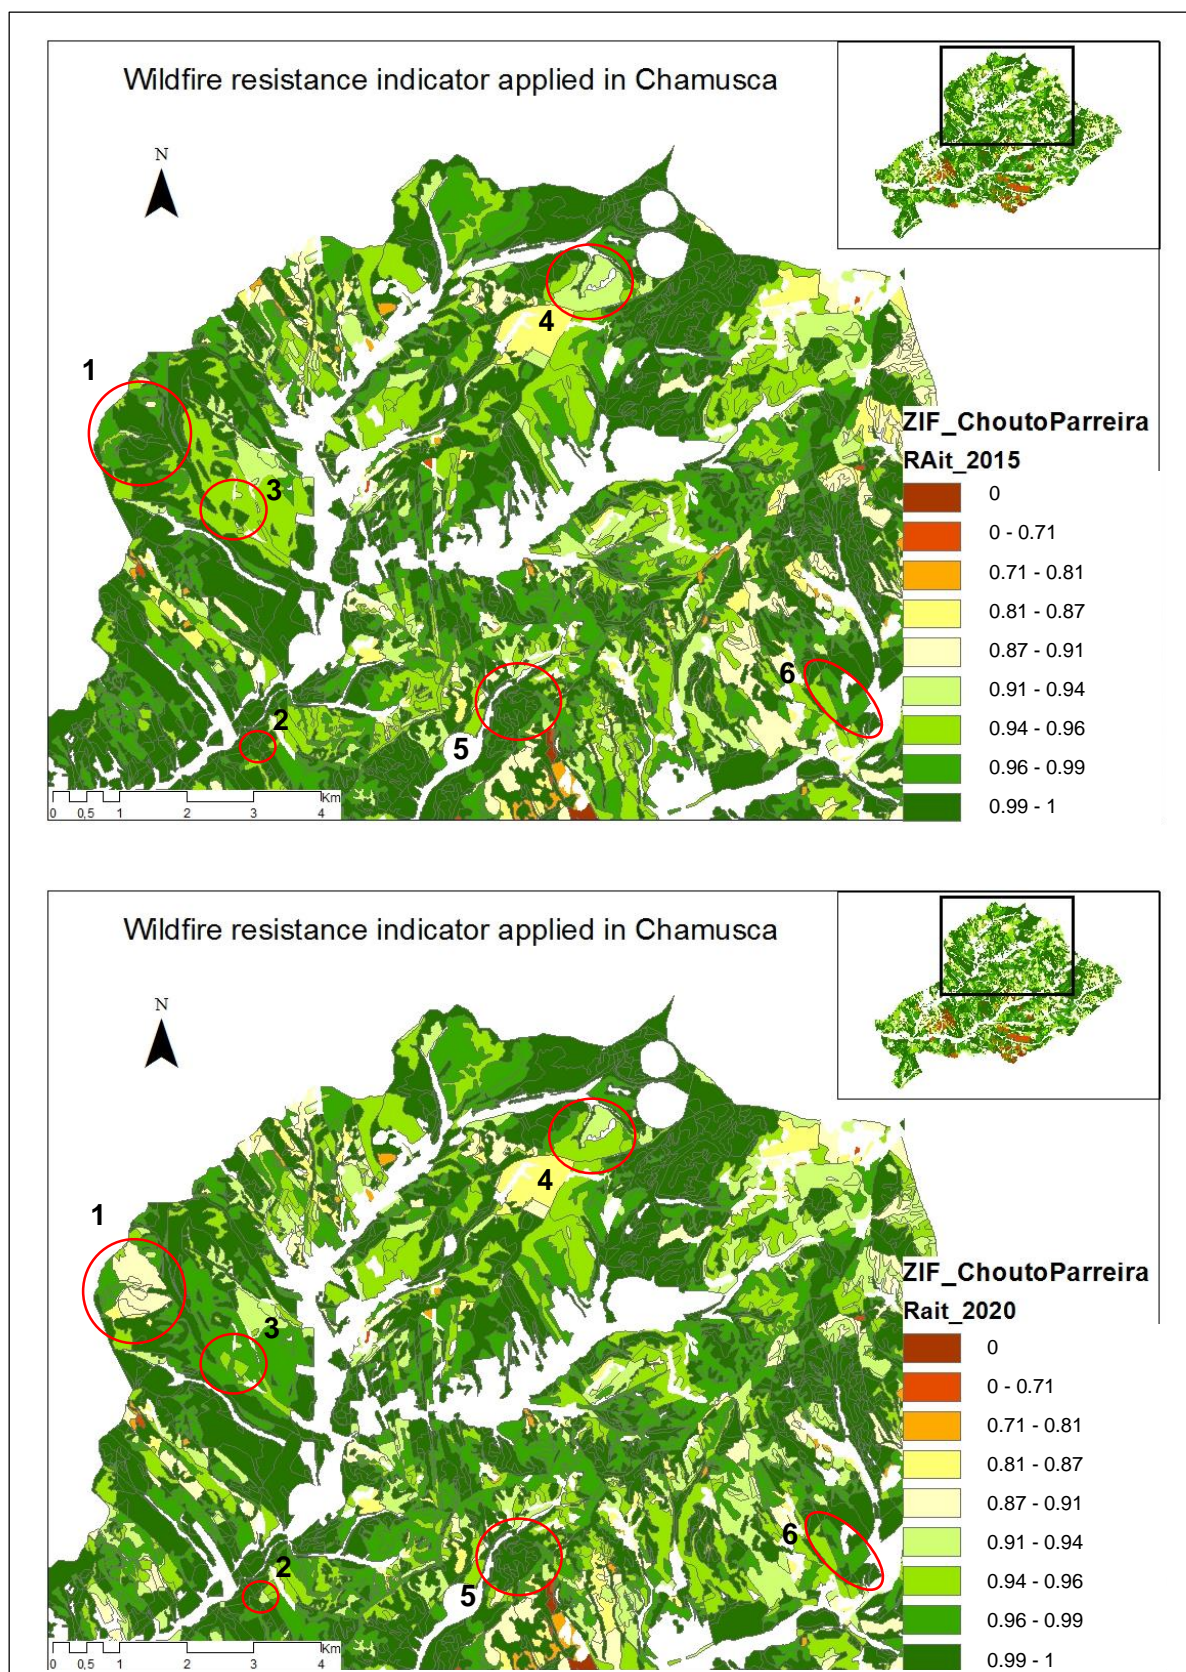 Wildfire resistance indicator applied in Chamusca
N
1
2
3
4
5
6
ZIF_ChoutoParreira
RAit_2015
0
0 - 0.71
0.71 - 0.81
0.81 - 0.87
0.87 - 0.91
0.91 - 0.94
0.94 - 0.96
0.96 - 0.99
0.99 - 1
Km
0 0,5 1 2 3 4
Wildfire resistance indicator applied in Chamusca
N
1
2
3
4
5
6
ZIF_ChoutoParreira
Rait_2020
0
0 - 0.71
0.71 - 0.81
0.81 - 0.87
0.87 - 0.91
0.91 - 0.94
0.94 - 0.96
0.96 - 0.99
0.99 - 1
Km
0 0,5 1 2 3 4